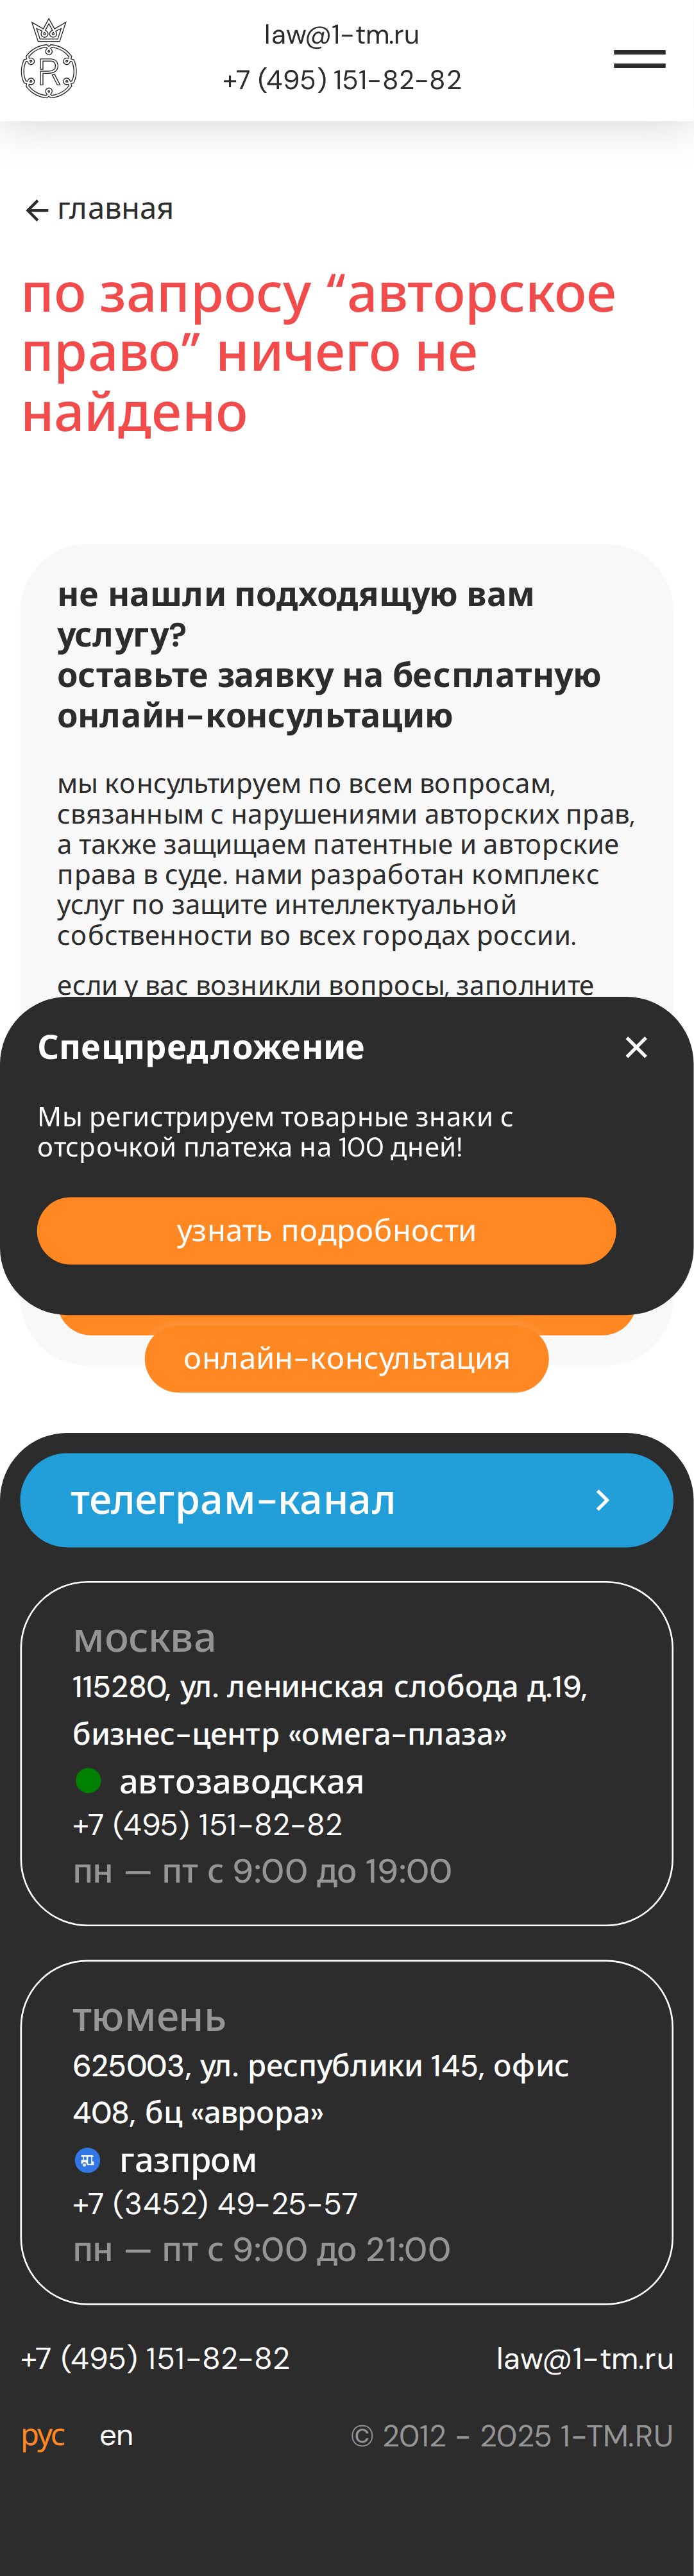 law@1-tm.ru
+7 (495) 151-82-82
R
← главная
по запросу “авторское
право” ничего не
найдено
не нашли подходящую вам
услугу?
оставьте заявку на бесплатную
онлайн-консультацию
мы консультируем по всем вопросам,
связанным с нарушениями авторских прав,
а также защищаем патентные и авторские
права в суде. нами разработан комплекс
услуг по защите интеллектуальной
собственности во всех городах россии.
если у вас возникли вопросы, заполните
Спецпредложение
Мы регистрируем товарные знаки с
отсрочкой платежа на 100 дней!
узнать подробности
онлайн-консультация
телеграм-канал
москва
115280, ул. ленинская слобода д.19,
бизнес-центр «омега-плаза»
автозаводская
+7 (495) 151-82-82
пн — пт с 9:00 до 19:00
тюмень
625003, ул. республики 145, офис
408, бц «аврора»
газпром
+7 (3452) 49-25-57
пн — пт с 9:00 до 21:00
+7 (495) 151-82-82 law@1-tm.ru
рус en © 2012 - 2025 1-TM.RU